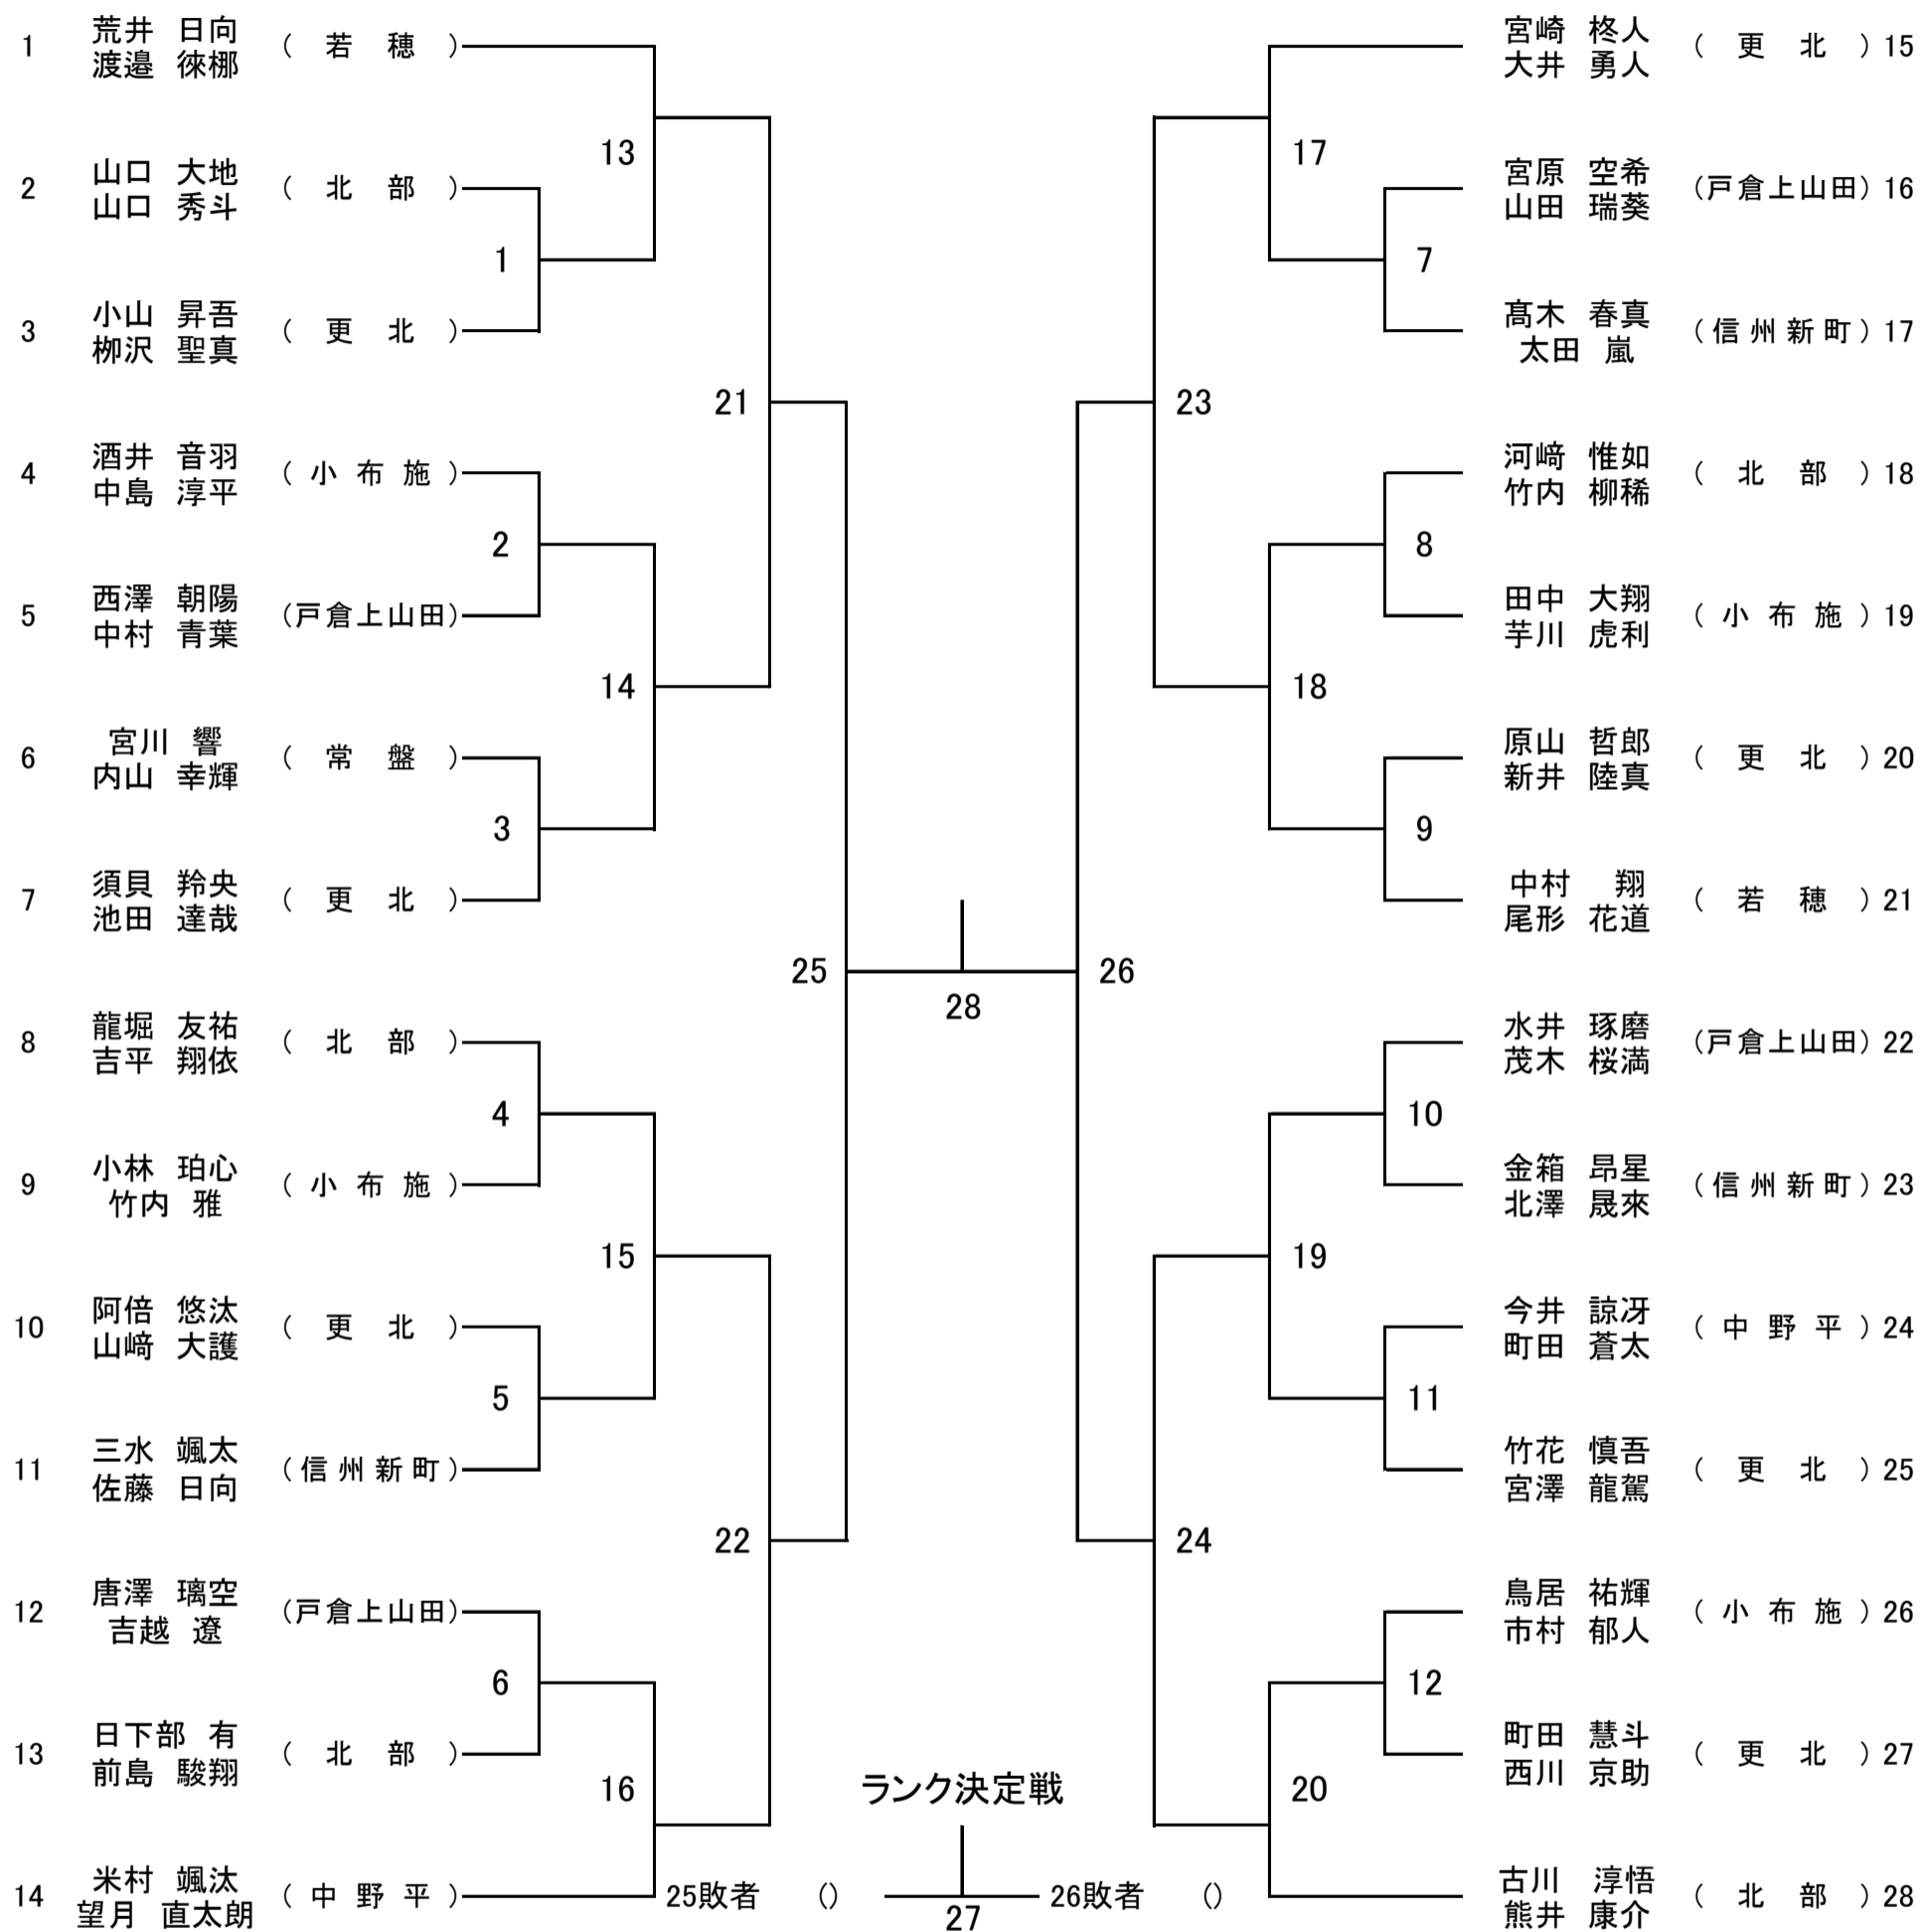 荒井 日向
1 (若穂)
渡邉 徠梛
山口 大地
2 (北部)
山口 秀斗
小山 昇吾
3 (更北)
栁沢 聖真
酒井 音羽
4 (小布施)
中島 淳平
西澤 朝陽
5 (戸倉上山田)
中村 青葉
宮川 響
6 (常盤)
内山 幸輝
須貝 羚央
7 (更北)
池田 達哉
龍堀 友祐
8 (北部)
吉平 翔依
小林 珀心
9 (小布施)
竹内 雅
阿倍 悠汰
10 (更北)
山﨑 大護
三水 颯太
11 (信州新町)
佐藤 日向
唐澤 璃空
12 (戸倉上山田)
吉越 遼
日下部 有
13 (北部)
前島 駿翔
米村 颯汰
14 (中野平)
望月 直太朗
13
1
21
2
14
3
25
4
15
5
22
6
16
28
ランク決定戦
25敗者 ()
26敗者 ()
27
17
7
23
8
18
9
26
10
19
11
24
12
20
宮崎 柊人
(更北) 15
大井 勇人
宮原 空希
(戸倉上山田) 16
山田 瑞葵
髙木 春真
(信州新町) 17
太田 嵐
河﨑 惟如
(北部) 18
竹内 柳稀
田中 大翔
(小布施) 19
芋川 虎利
原山 哲郎
(更北) 20
新井 陸真
中村 翔
(若穂) 21
尾形 花道
水井 琢磨
(戸倉上山田) 22
茂木 桜満
金箱 昂星
(信州新町) 23
北澤 晟來
今井 諒冴
(中野平) 24
町田 蒼太
竹花 慎吾
(更北) 25
宮澤 龍駕
鳥居 祐輝
(小布施) 26
市村 郁人
町田 慧斗
(更北) 27
西川 京助
古川 淳悟
(北部) 28
熊井 康介